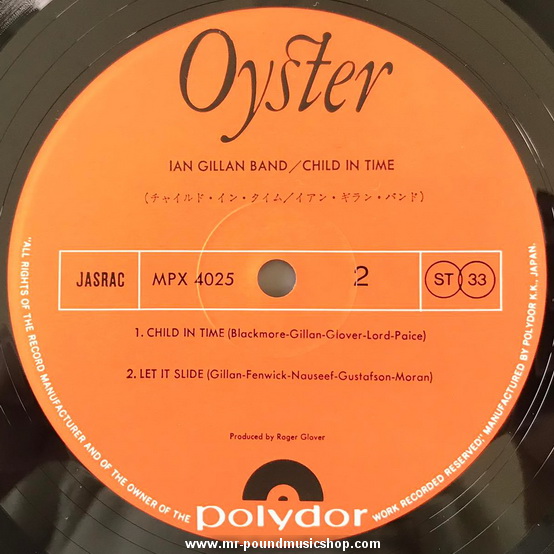 Oyster
IAN GILLAN BAND/CHILD IN TIME
(チャイルド・イン・タイム/イアン・ギラン・バンド)
JASRAC MPX 4025 2 ST 33
1. CHILD IN TIME (Blackmore-Gillan-Glover-Lord-Paice)
2. LET IT SLIDE (Gillan-Fenwick-Nauseef-Gustafson-Moran)
Produced by Roger Glover
"ALL RIGHTS OF THE RECORD MANUFACTURER AND OF THE OWNER OF THE WORK RECORDED RESERVED" MANUFACTURED BY POLYDOR K.K., JAPAN.
polydor
www.mr-poundmusicshop.com